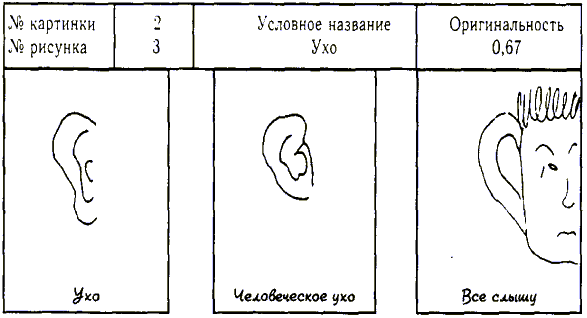 № картинки 2 Условное название Оригинальность
№ рисунка 3 Ухо 0,67
Ухо Человеческое ухо Все слышу